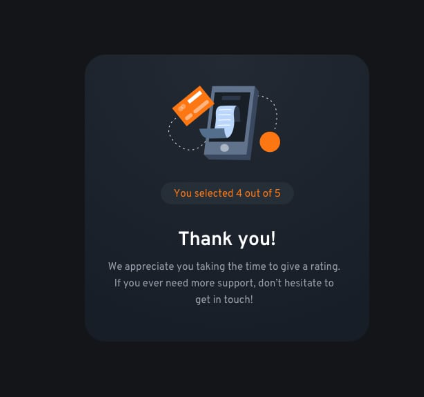 You selected 4 out of 5
Thank you!
We appreciate you taking the time to give a rating.
If you ever need more support, don't hesitate to
get in touch!